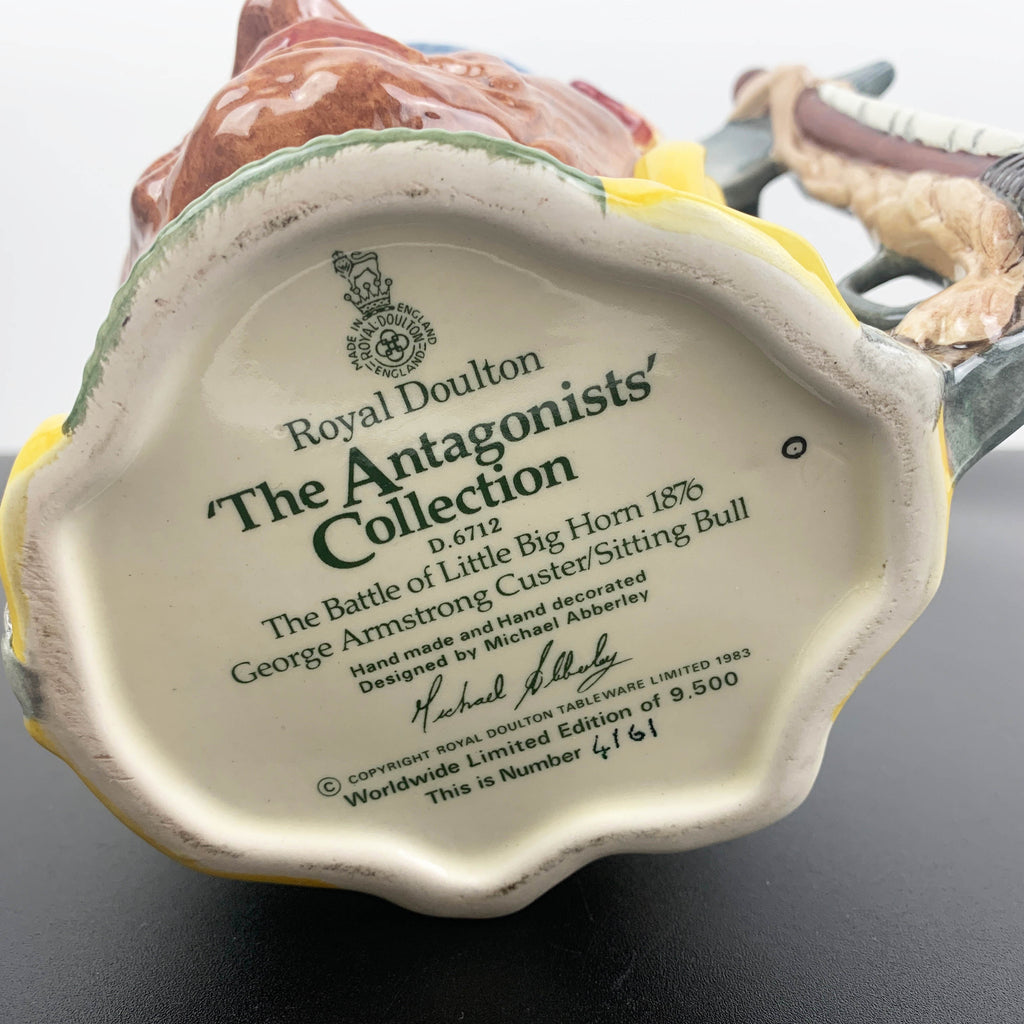 MADE IN ENGLAND
ROYAL·DOULTON
ENGLAND
Royal Doulton
'The Antagonists'
Collection
D.6712
The Battle of Little Big Horn 1876
George Armstrong Custer/Sitting Bull
Hand made and Hand decorated
Designed by Michael Abberley
Michael Abberley
© COPYRIGHT ROYAL DOULTON TABLEWARE LIMITED 1983
Worldwide Limited Edition of 9.500
This is Number 4161